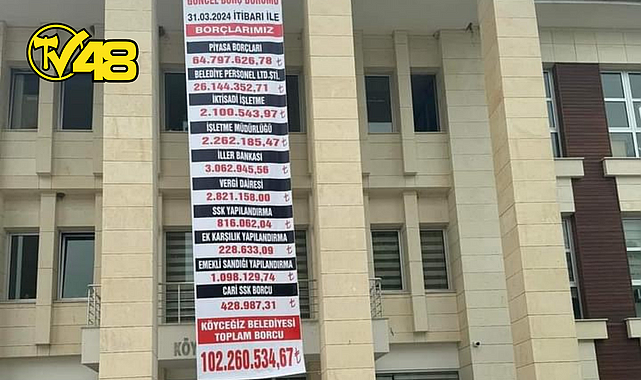 TV48
GÜNCEL BORÇ DURUMU
31.03.2024 İTİBARI İLE
BORÇLARIMIZ
PİYASA BORÇLARI
64.797.626,78 ₺
BELEDİYE PERSONEL LTD.ŞTİ.
26.144.352,71 ₺
İKTİSADİ İŞLETME
2.100.543,97 ₺
İŞLETME MÜDÜRLÜĞÜ
2.262.185,47 ₺
İLLER BANKASI
3.062.945,56 ₺
VERGİ DAİRESİ
2.821.158.00 ₺
SSK YAPILANDIRMA
816.062,04 ₺
EK KARŞILIK YAPILANDIRMA
228.633,09 ₺
EMEKLİ SANDIĞI YAPILANDIRMA
1.098.129,74 ₺
CARİ SSK BORCU
428.987,31 ₺
KÖYCEĞİZ BELEDİYESİ
TOPLAM BORCU
102.260.534,67 ₺
KÖY